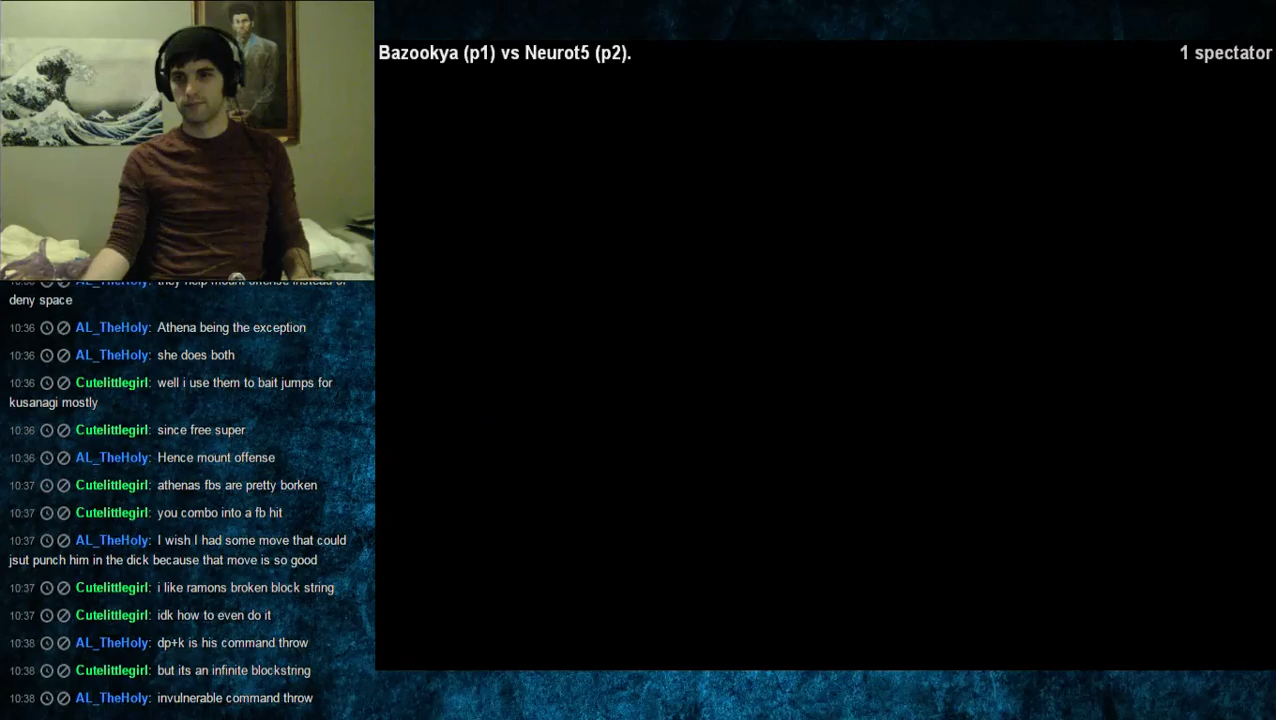 Bazookya (p1) vs Neurot5 (p2).
1 spectator
they help mount offense instead of
deny space
10:36 AL_TheHoly: Athena being the exception
10:36 AL_TheHoly: she does both
10:36 Cutelittlegirl: well i use them to bait jumps for
kusanagi mostly
10:36 Cutelittlegirl: since free super
10:36 AL_TheHoly: Hence mount offense
10:37 Cutelittlegirl: athenas fbs are pretty borken
10:37 Cutelittlegirl: you combo into a fb hit
10:37 AL_TheHoly: I wish I had some move that could
jsut punch him in the dick because that move is so good
10:37 Cutelittlegirl: i like ramons broken block string
10:37 Cutelittlegirl: idk how to even do it
10:38 AL_TheHoly: dp+k is his command throw
10:38 Cutelittlegirl: but its an infinite blockstring
10:38 AL_TheHoly: invulnerable command throw